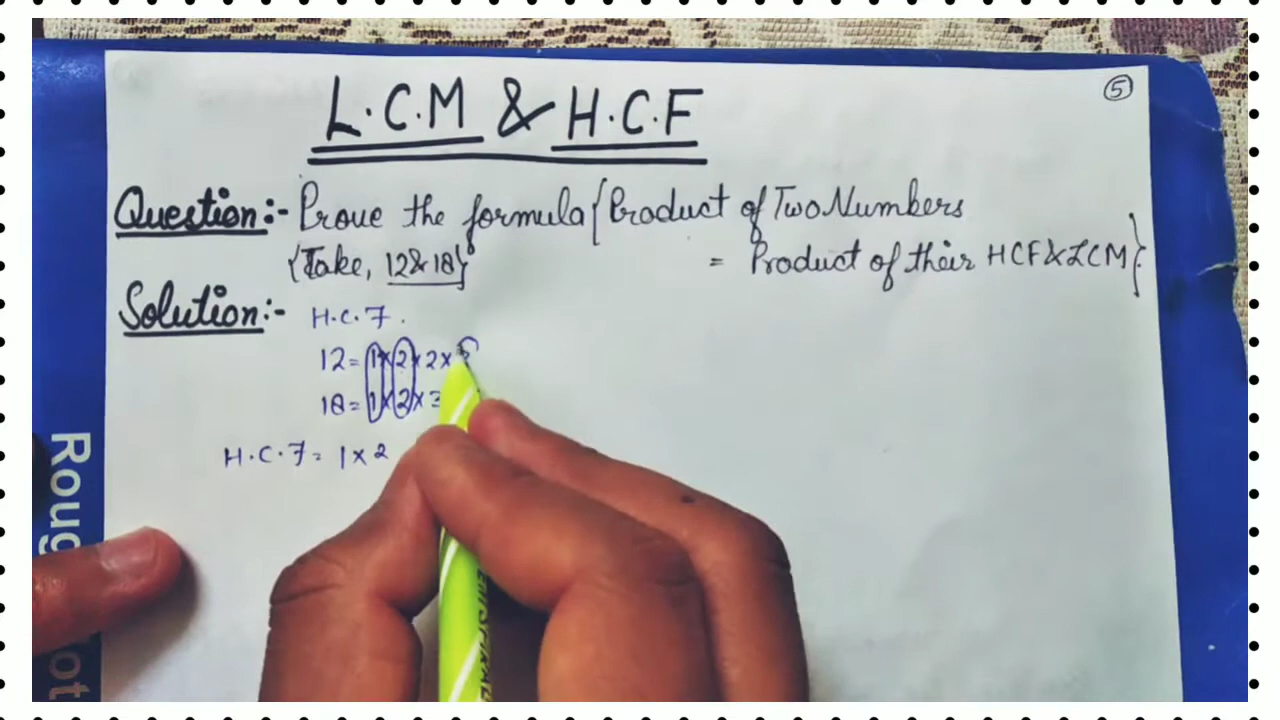 L.C.M & H.C.F
5
Question:- Prove the formula {Product of Two Numbers
= Product of their HCF & LCM}
{Take, 12 & 18}
Solution:- H.C.F.
12 = 1 × 2 × 2 ×
18 = 1 × 2 × 3
H.C.F = 1 × 2
Roug
ot